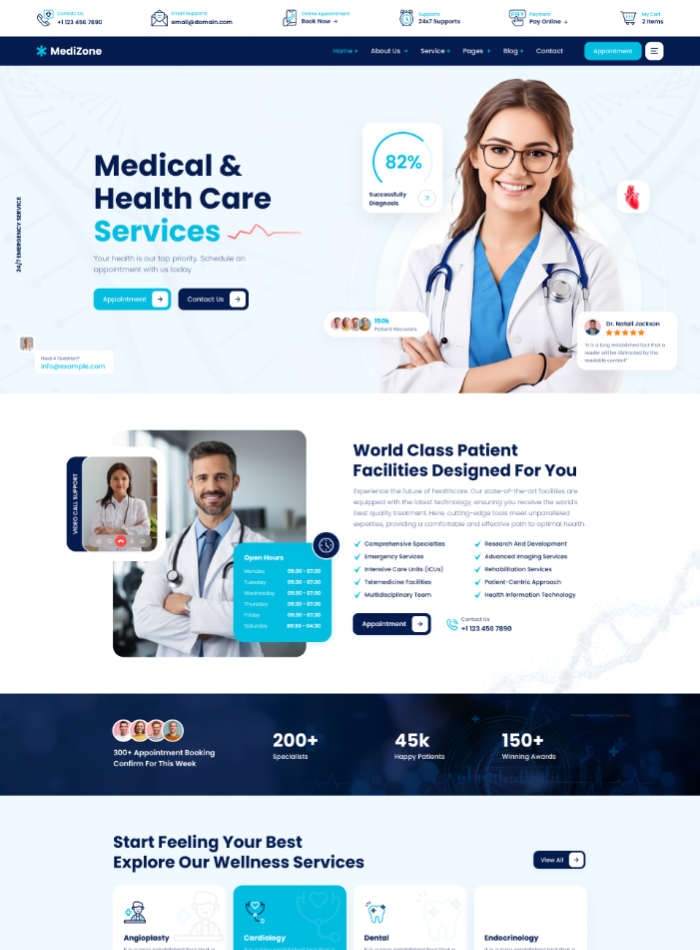 Contact Us
+1 123 456 7890
Email Supports
email@domain.com
Online Appointment
Book Now →
Supports
24x7 Supports
Payment
Pay Online →
My Cart
2 Items
MediZone
Home +
About Us +
Service +
Pages +
Blog +
Contact
Appointment
24/7 EMERGENCY SERVICE
Medical &
Health Care
Services
Your health is our top priority. Schedule an
appointment with us today
Appointment →
Contact Us →
Have A Question?
info@example.com
82%
Successfully
Diagnosis
150k
Patient Recovers
Dr. Natali Jackson
"It is a long established fact that a
reader will be distracted by the
readable content"
VIDEO CALL SUPPORT
Open Hours
Monday 09:30 - 07:30
Tuesday 09:30 - 07:30
Wednesday 09:30 - 07:30
Thursday 09:30 - 07:30
Friday 09:30 - 07:30
Saturday 09:30 - 04:30
World Class Patient
Facilities Designed For You
Experience the future of healthcare. Our state-of-the-art facilities are
equipped with the latest technology, ensuring you receive the world's
best quality treatment. Here, cutting-edge tools meet unparalleled
expertise, providing a comfortable and effective path to optimal health.
Comprehensive Specialties
Emergency Services
Intensive Care Units (ICUs)
Telemedicine Facilities
Multidisciplinary Team
Research And Development
Advanced Imaging Services
Rehabilitation Services
Patient-Centric Approach
Health Information Technology
Appointment →
Contact Us
+1 123 456 7890
300+ Appointment Booking
Confirm For This Week
200+
Specialists
45k
Happy Patients
150+
Winning Awards
Start Feeling Your Best
Explore Our Wellness Services
View All →
Angioplasty
Cardiology
Dental
Endocrinology